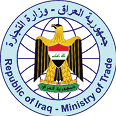 جمهورية العراق - وزارة التجارة
Republic of Iraq - Ministry of Trade